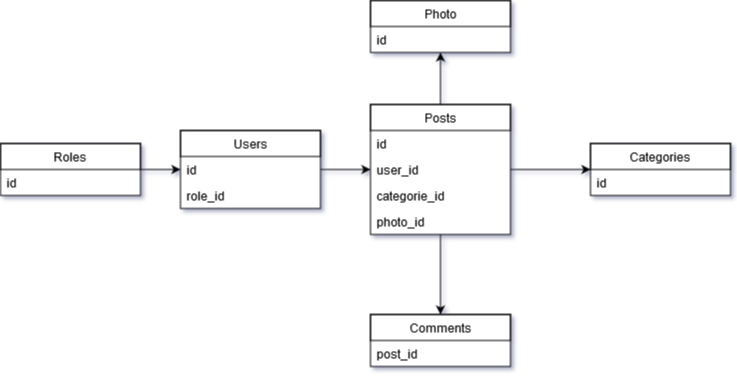 Photo
id
Roles
id
Users
id
role_id
Posts
id
user_id
categorie_id
photo_id
Categories
id
Comments
post_id